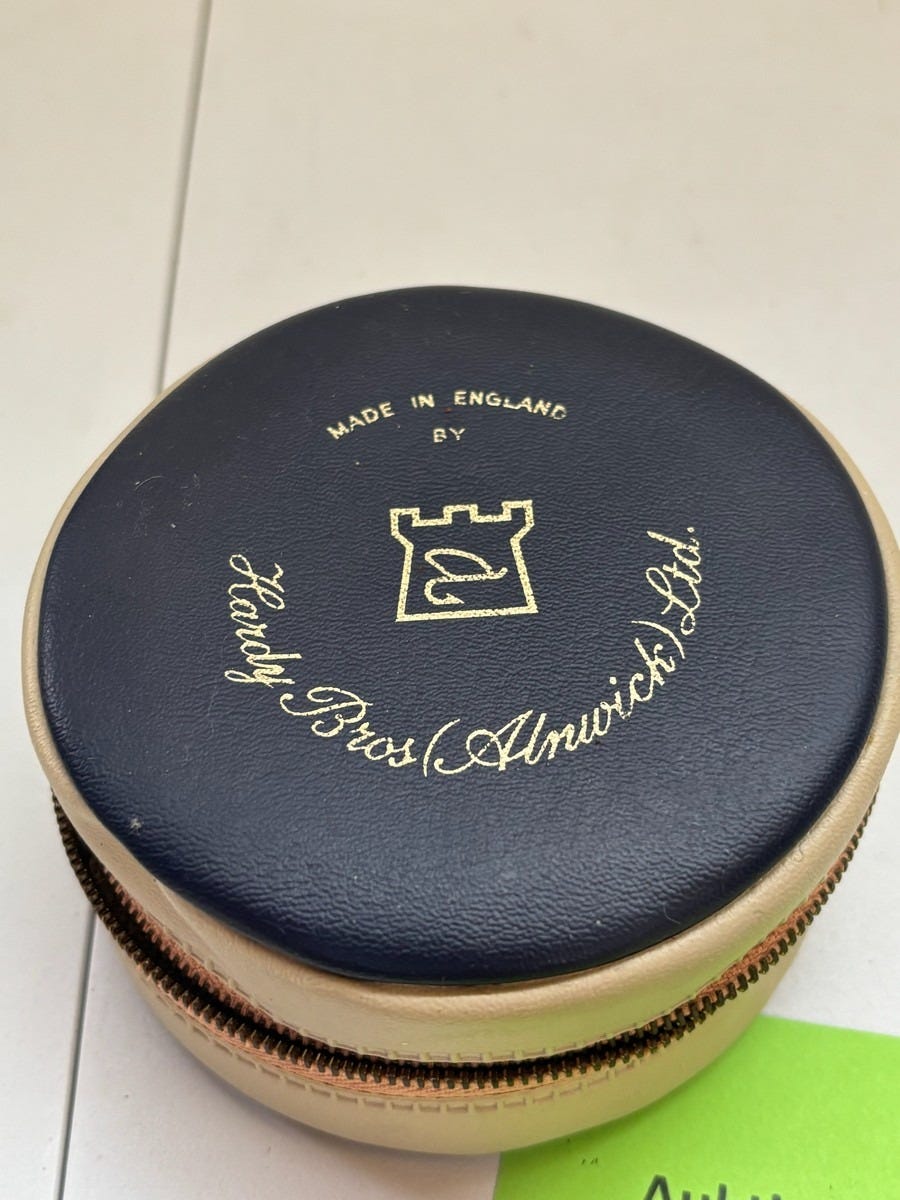 MADE IN ENGLAND
BY
a
Hardy Bros (Alnwick) Ltd.